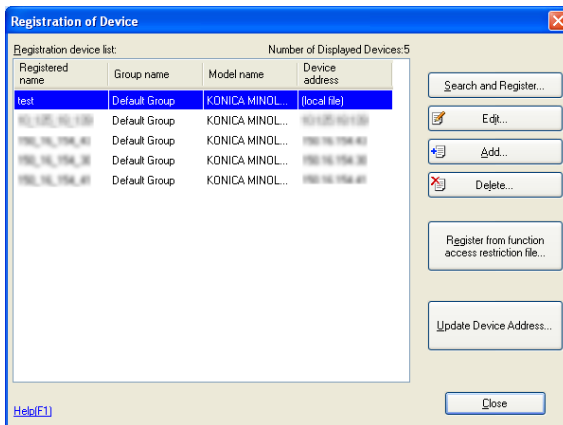 Registration of Device
Registration device list:
Number of Displayed Devices:5
Registered name
Group name
Model name
Device address
test
Default Group
KONICA MINOL...
(local file)
Default Group
KONICA MINOL...
Default Group
KONICA MINOL...
Default Group
KONICA MINOL...
Default Group
KONICA MINOL...
Search and Register...
Edit...
Add...
Delete...
Register from function
access restriction file...
Update Device Address...
Close
Help(F1)